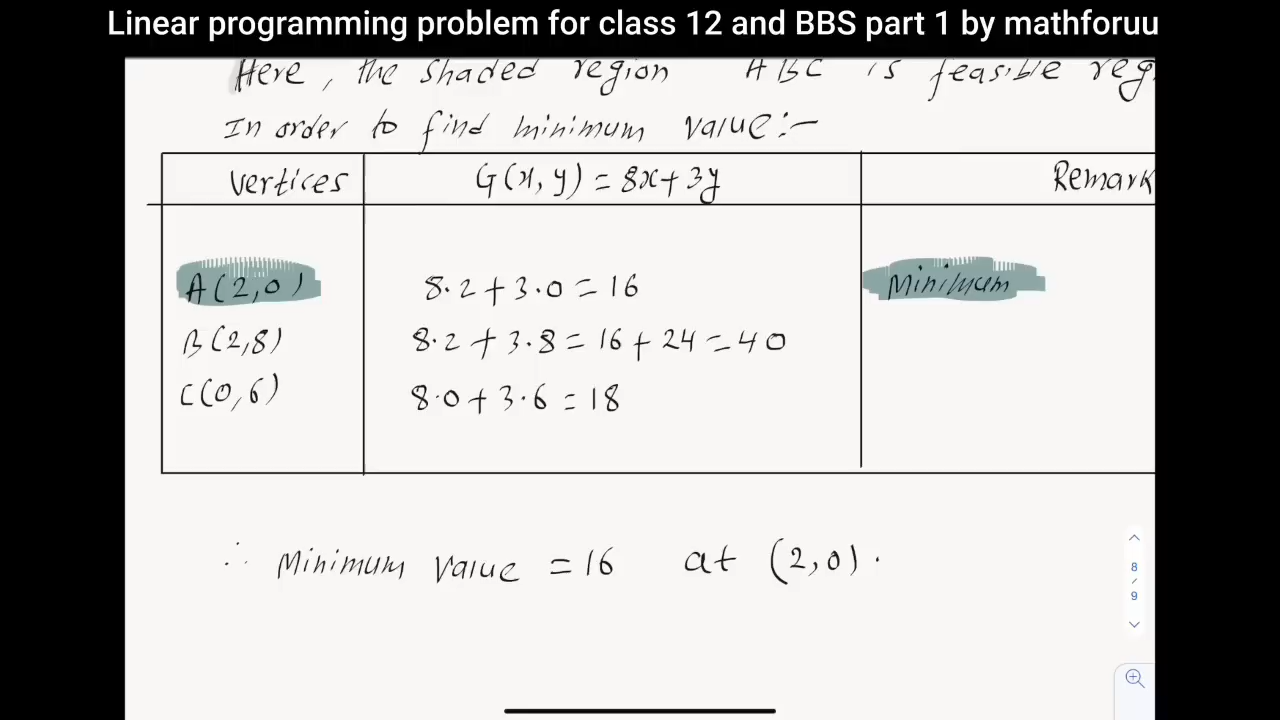 Linear programming problem for class 12 and BBS part 1 by mathforuu
Here, the shaded region ABC is feasible reg
In order to find minimum value:-
Vertices G(x, y) = 8x+3y Remark
A(2,0) 8·2+3·0=16 Minimum
B(2,8) 8·2+3·8=16+24=40
C(0,6) 8·0+3·6=18
∴ Minimum value =16 at (2,0).
8
/
9